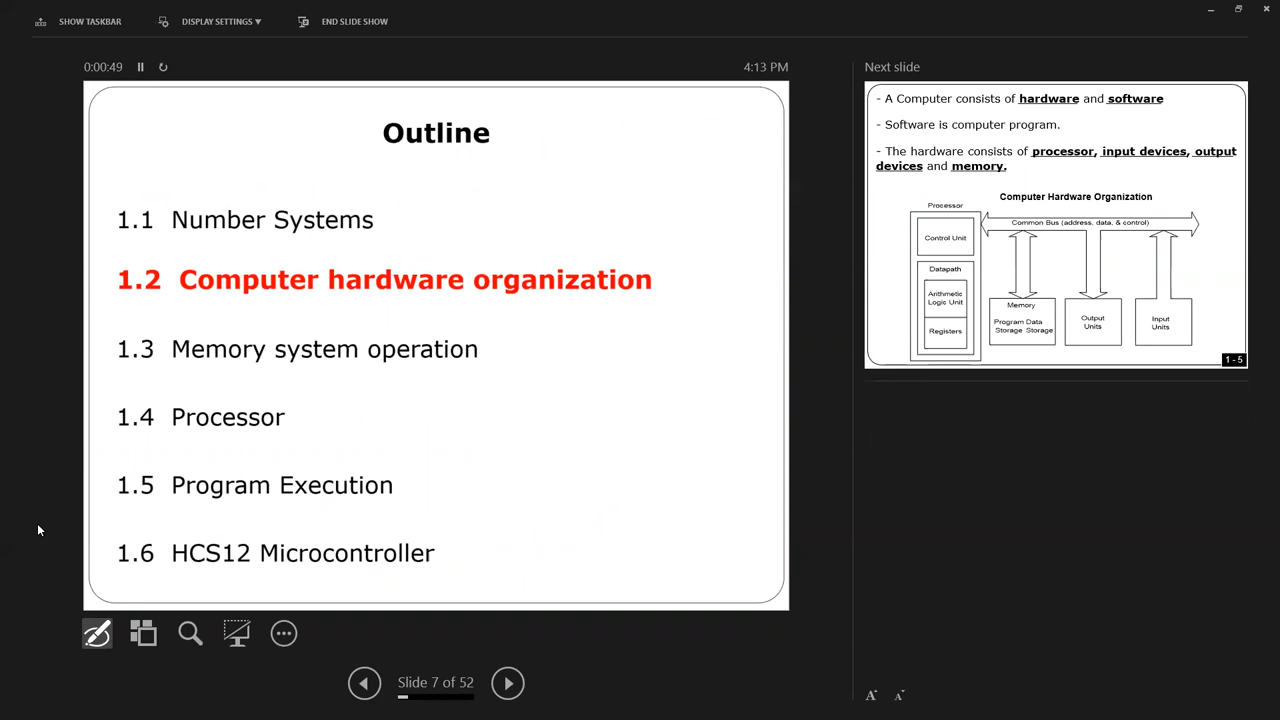 SHOW TASKBAR
DISPLAY SETTINGS ▼
END SLIDE SHOW
0:00:49
4:13 PM
Outline
1.1 Number Systems
1.2 Computer hardware organization
1.3 Memory system operation
1.4 Processor
1.5 Program Execution
1.6 HCS12 Microcontroller
Slide 7 of 52
Next slide
- A Computer consists of hardware and software
- Software is computer program.
- The hardware consists of processor, input devices, output
devices and memory.
Computer Hardware Organization
Processor
Common Bus (address, data, & control)
Control Unit
Datapath
Arithmetic
Logic Unit
Registers
Memory
Program Data
Storage Storage
Output
Units
Input
Units
1 - 5
A A